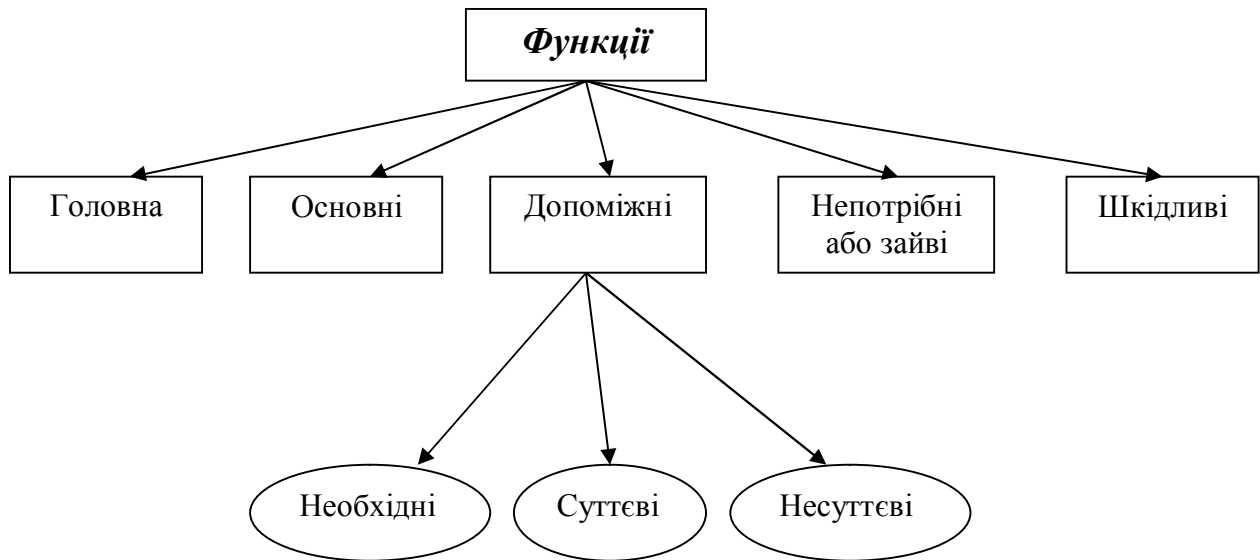 Функції
Головна
Основні
Допоміжні
Непотрібні
або зайві
Шкідливі
Необхідні
Суттєві
Несуттєві